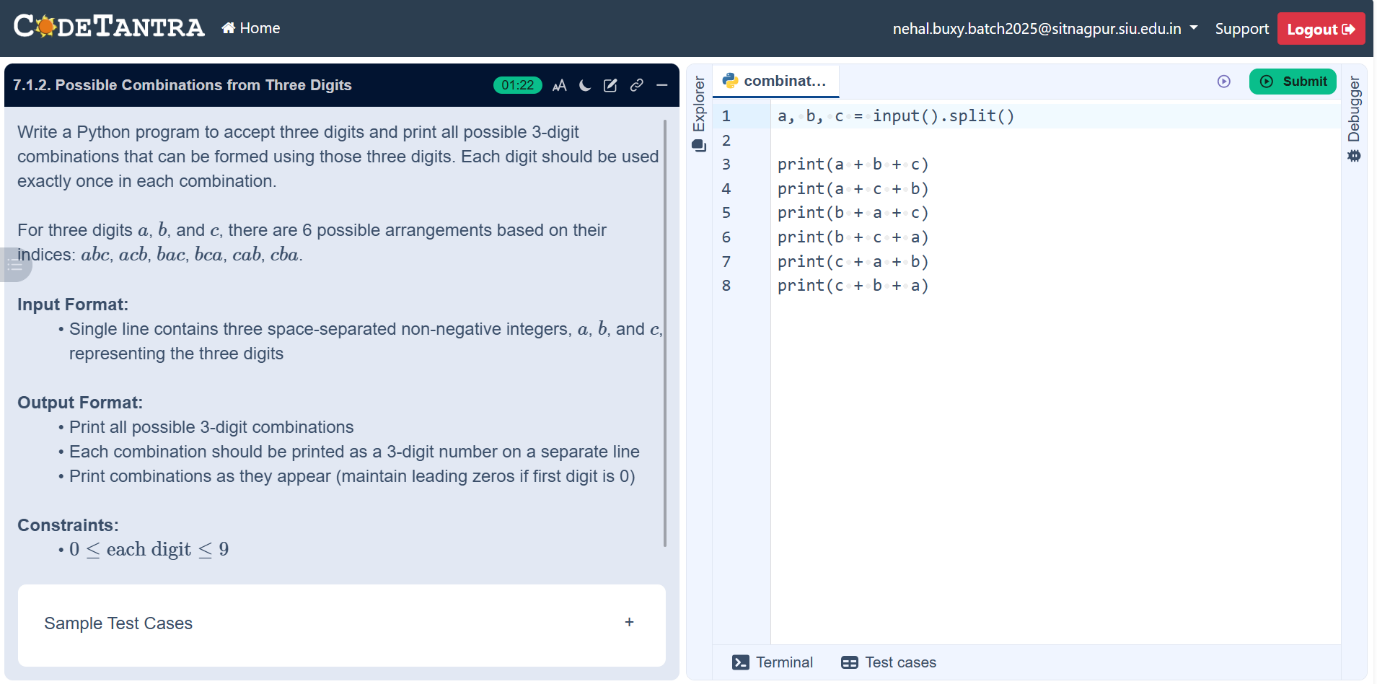 CODETANTRA Home nehal.buxy.batch2025@sitnagpur.siu.edu.in Support Logout
7.1.2. Possible Combinations from Three Digits 01:22 AA
Write a Python program to accept three digits and print all possible 3-digit
combinations that can be formed using those three digits. Each digit should be used
exactly once in each combination.
For three digits a, b, and c, there are 6 possible arrangements based on their
indices: abc, acb, bac, bca, cab, cba.
Input Format:
• Single line contains three space-separated non-negative integers, a, b, and c,
representing the three digits
Output Format:
• Print all possible 3-digit combinations
• Each combination should be printed as a 3-digit number on a separate line
• Print combinations as they appear (maintain leading zeros if first digit is 0)
Constraints:
• 0 ≤ each digit ≤ 9
Sample Test Cases +
Explorer
combinat...
Submit
1 a, b, c = input().split()
2
3 print(a + b + c)
4 print(a + c + b)
5 print(b + a + c)
6 print(b + c + a)
7 print(c + a + b)
8 print(c + b + a)
Debugger
Terminal Test cases